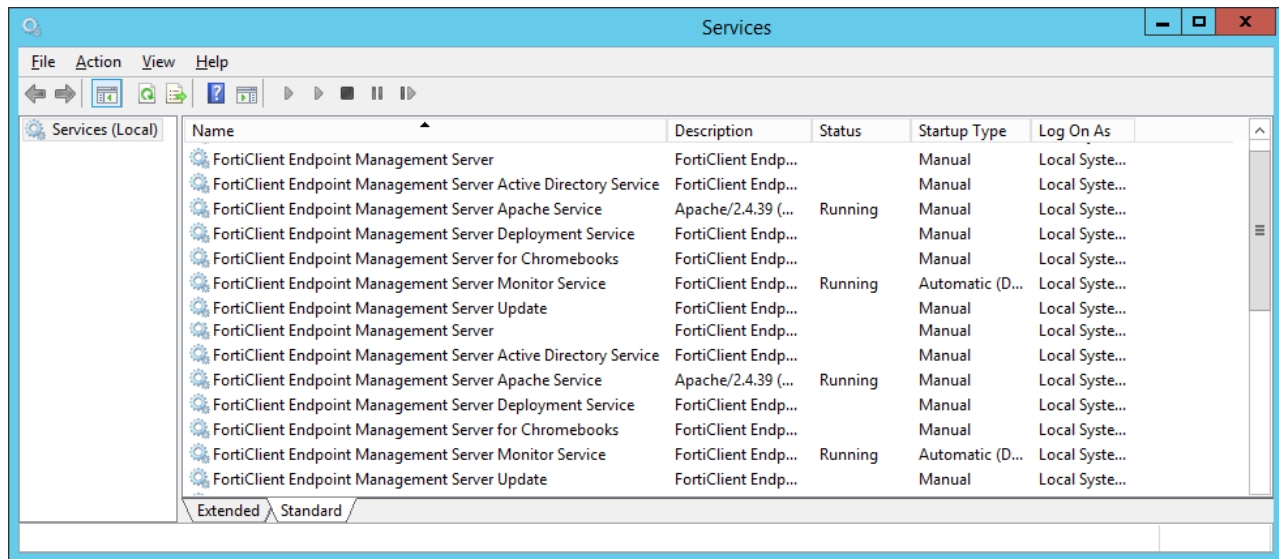 Services
File Action View Help
Services (Local)
Name Description Status Startup Type Log On As
FortiClient Endpoint Management Server FortiClient Endp... Manual Local Syste...
FortiClient Endpoint Management Server Active Directory Service FortiClient Endp... Manual Local Syste...
FortiClient Endpoint Management Server Apache Service Apache/2.4.39 (... Running Manual Local Syste...
FortiClient Endpoint Management Server Deployment Service FortiClient Endp... Manual Local Syste...
FortiClient Endpoint Management Server for Chromebooks FortiClient Endp... Manual Local Syste...
FortiClient Endpoint Management Server Monitor Service FortiClient Endp... Running Automatic (D... Local Syste...
FortiClient Endpoint Management Server Update FortiClient Endp... Manual Local Syste...
FortiClient Endpoint Management Server FortiClient Endp... Manual Local Syste...
FortiClient Endpoint Management Server Active Directory Service FortiClient Endp... Manual Local Syste...
FortiClient Endpoint Management Server Apache Service Apache/2.4.39 (... Running Manual Local Syste...
FortiClient Endpoint Management Server Deployment Service FortiClient Endp... Manual Local Syste...
FortiClient Endpoint Management Server for Chromebooks FortiClient Endp... Manual Local Syste...
FortiClient Endpoint Management Server Monitor Service FortiClient Endp... Running Automatic (D... Local Syste...
FortiClient Endpoint Management Server Update FortiClient Endp... Manual Local Syste...
Extended Standard